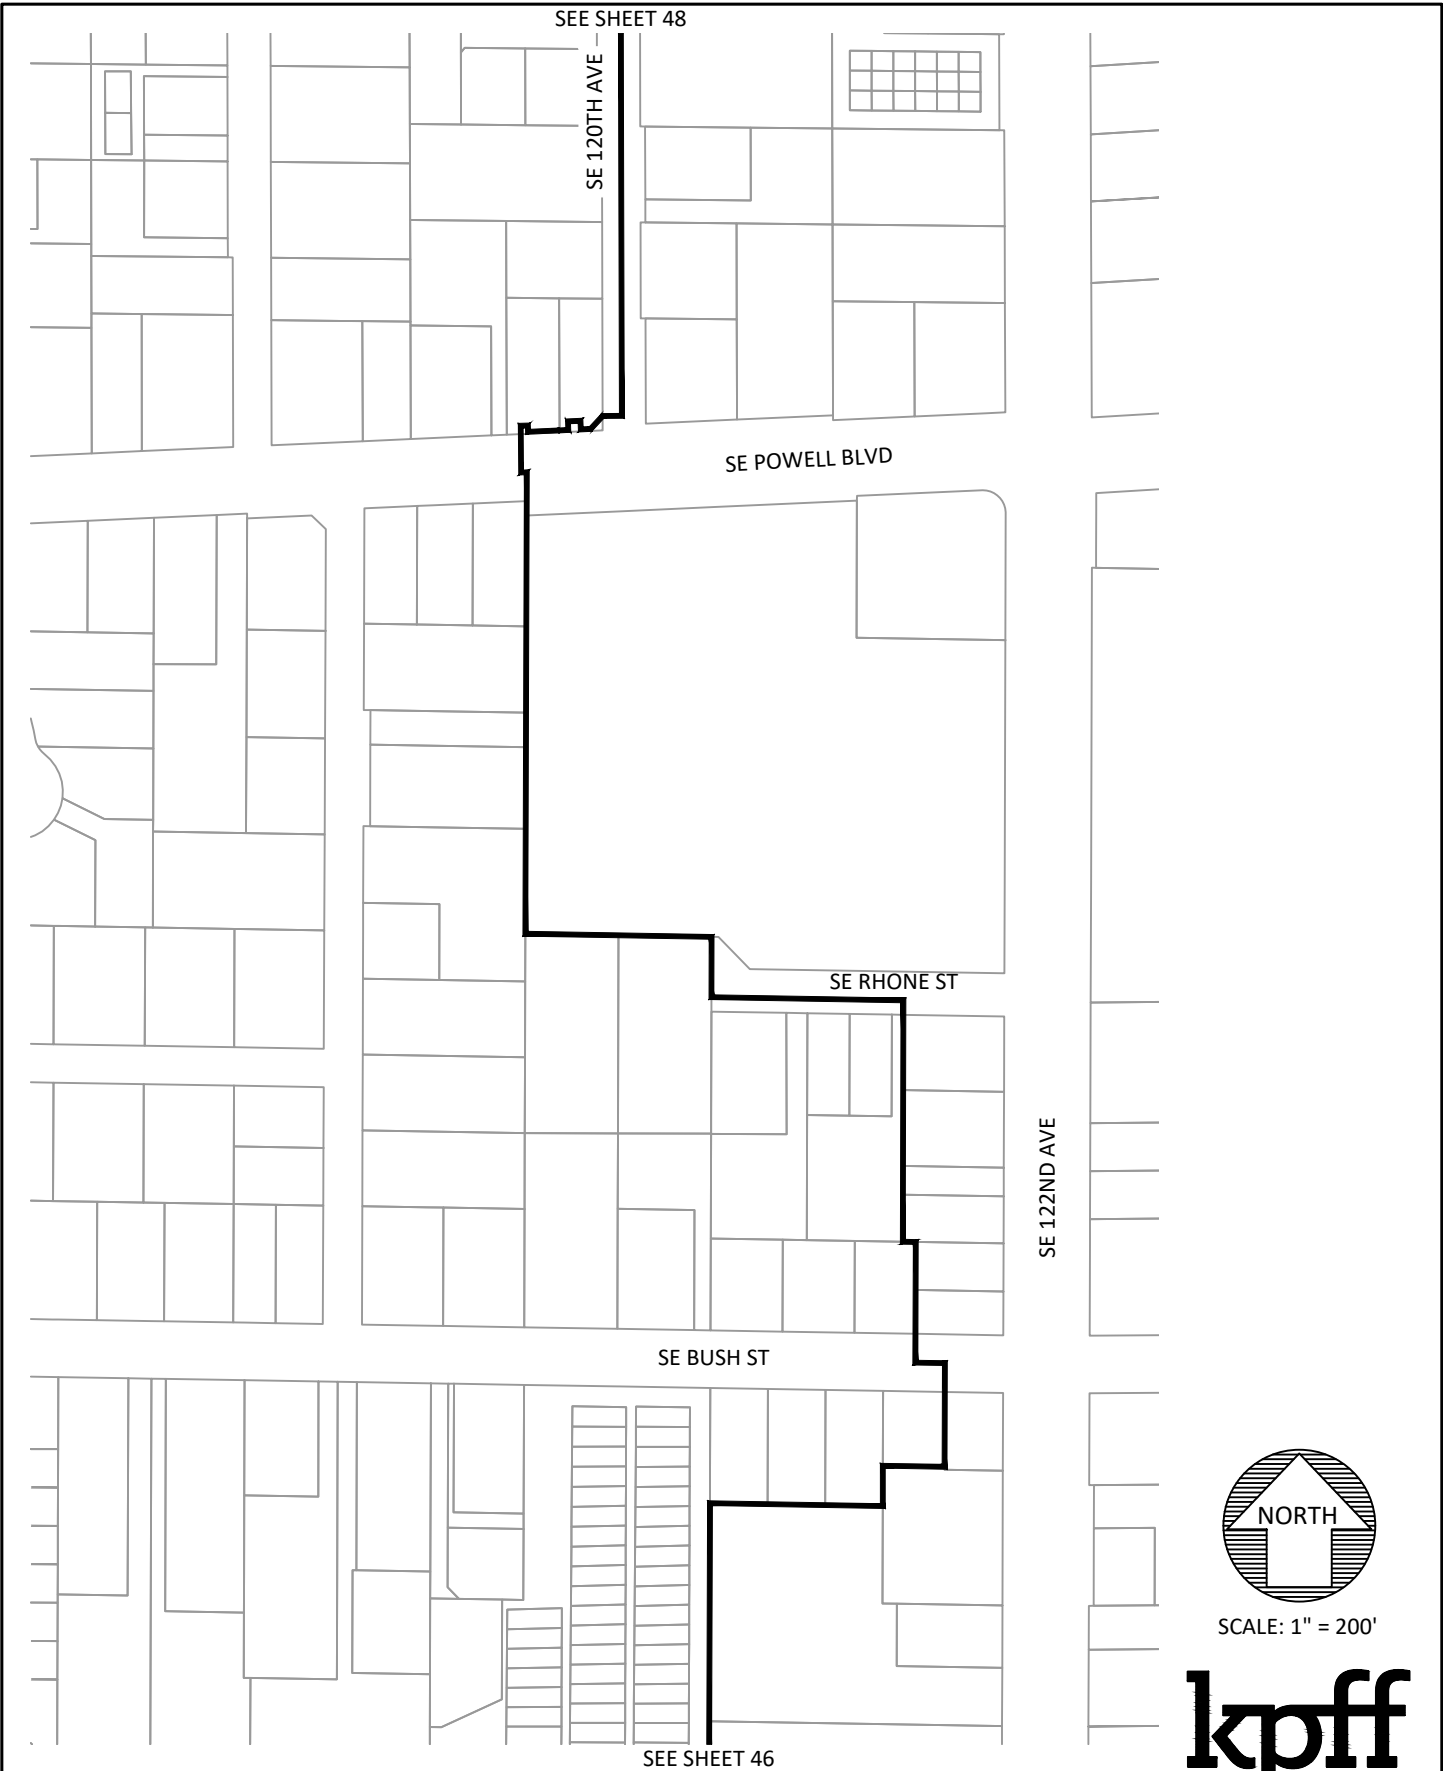 SEE SHEET 48
SE 120TH AVE
SE POWELL BLVD
SE RHONE ST
SE 122ND AVE
SE BUSH ST
NORTH
SCALE: 1" = 200'
kpff
SEE SHEET 46